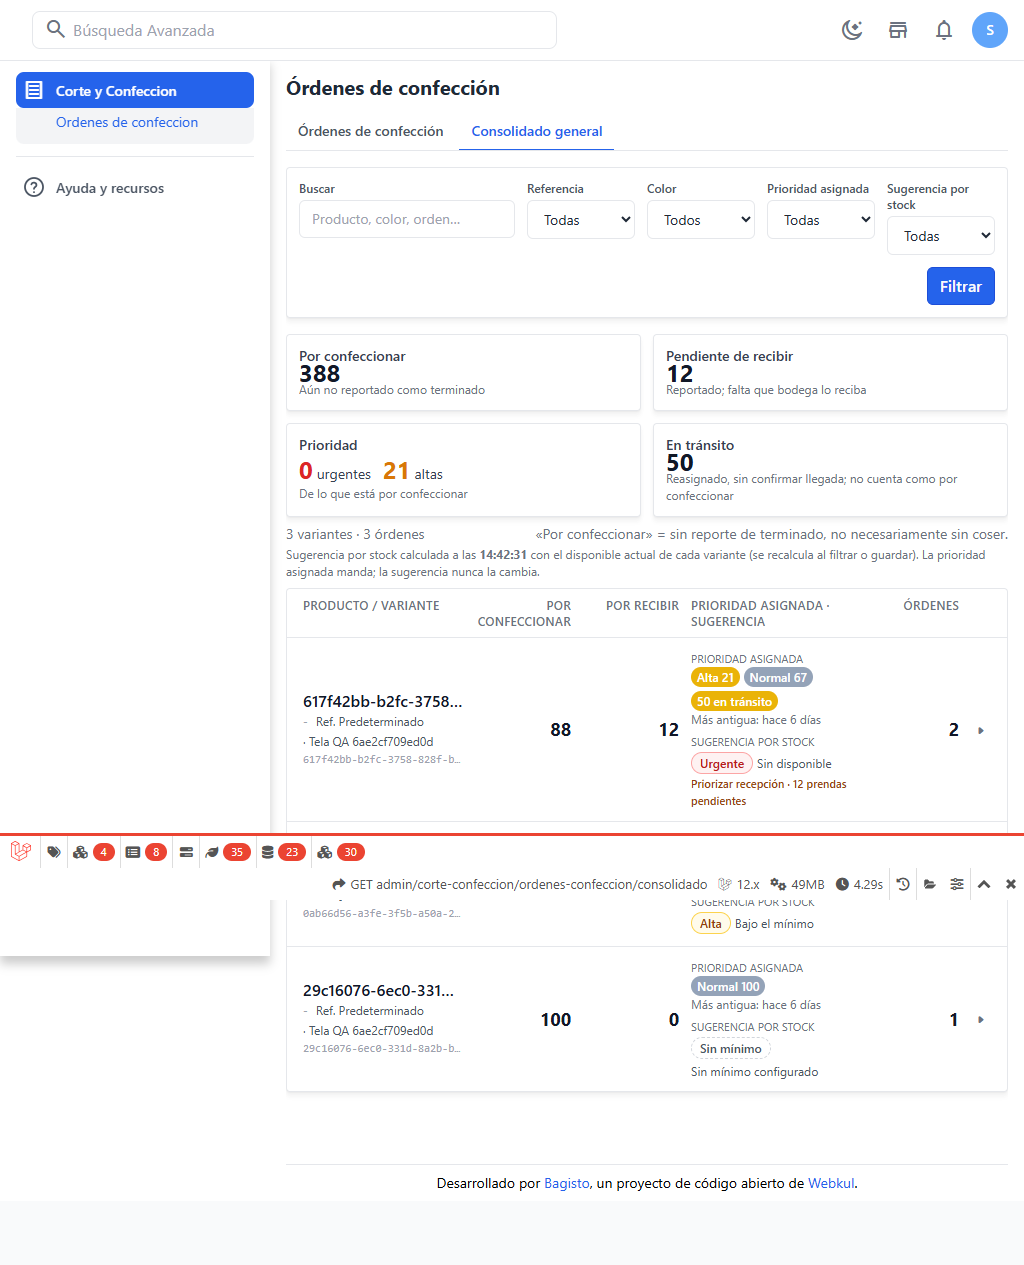 Búsqueda Avanzada
S
Corte y Confeccion
Ordenes de confeccion
Ayuda y recursos
Órdenes de confección
Órdenes de confección
Consolidado general
Buscar
Referencia
Color
Prioridad asignada
Sugerencia por
stock
Producto, color, orden...
Todas
Todos
Todas
Todas
Filtrar
Por confeccionar
388
Aún no reportado como terminado
Pendiente de recibir
12
Reportado; falta que bodega lo reciba
Prioridad
0 urgentes 21 altas
De lo que está por confeccionar
En tránsito
50
Reasignado, sin confirmar llegada; no cuenta como por
confeccionar
3 variantes · 3 órdenes
«Por confeccionar» = sin reporte de terminado, no necesariamente sin coser.
Sugerencia por stock calculada a las 14:42:31 con el disponible actual de cada variante (se recalcula al filtrar o guardar). La prioridad
asignada manda; la sugerencia nunca la cambia.
PRODUCTO / VARIANTE
POR
CONFECCIONAR
POR RECIBIR
PRIORIDAD ASIGNADA ·
SUGERENCIA
ÓRDENES
617f42bb-b2fc-3758...
- Ref. Predeterminado
· Tela QA 6ae2cf709ed0d
617f42bb-b2fc-3758-828f-b...
88
12
PRIORIDAD ASIGNADA
Alta 21 Normal 67
50 en tránsito
Más antigua: hace 6 días
SUGERENCIA POR STOCK
Urgente Sin disponible
Priorizar recepción · 12 prendas
pendientes
2
4
8
35
23
30
GET admin/corte-confeccion/ordenes-confeccion/consolidado
12.x
49MB
4.29s
0ab66d56-a3fe-3f5b-a50a-2...
SUGERENCIA POR STOCK
Alta Bajo el mínimo
29c16076-6ec0-331...
- Ref. Predeterminado
· Tela QA 6ae2cf709ed0d
29c16076-6ec0-331d-8a2b-b...
100
0
PRIORIDAD ASIGNADA
Normal 100
Más antigua: hace 6 días
SUGERENCIA POR STOCK
Sin mínimo
Sin mínimo configurado
1
Desarrollado por Bagisto, un proyecto de código abierto de Webkul.